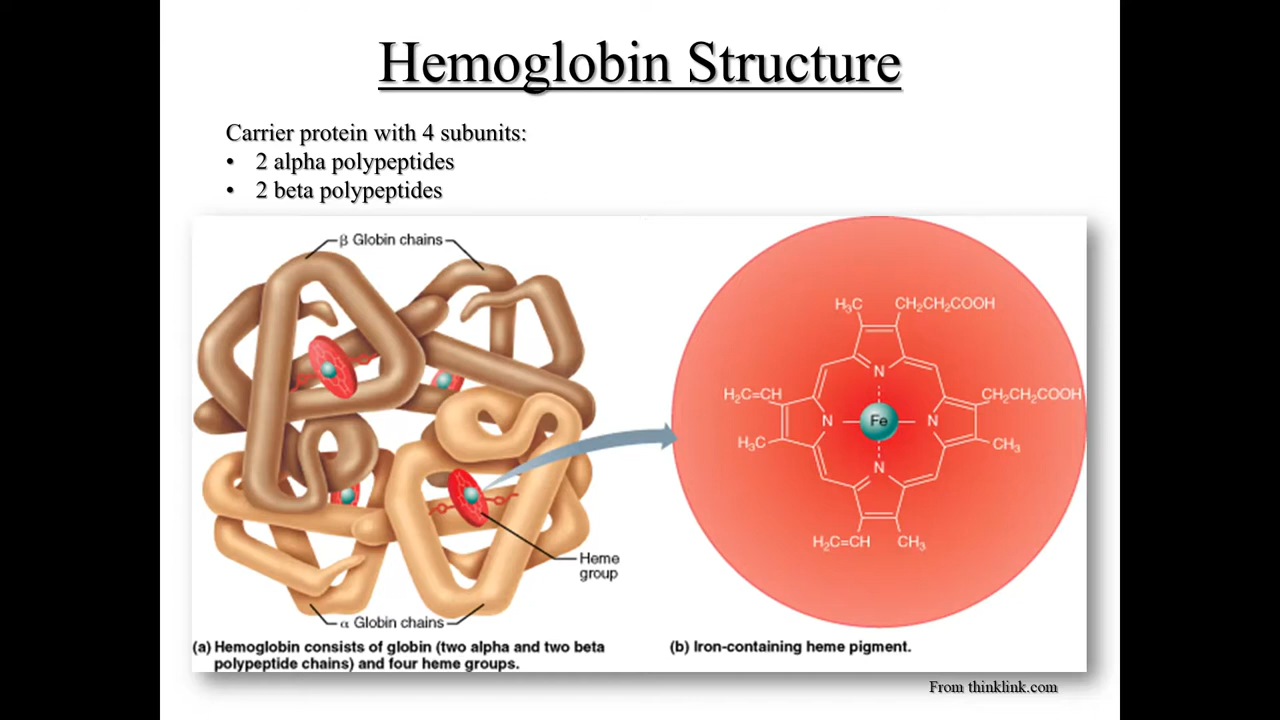 Hemoglobin Structure
Carrier protein with 4 subunits:
• 2 alpha polypeptides
• 2 beta polypeptides
β Globin chains
Heme
group
α Globin chains
(a) Hemoglobin consists of globin (two alpha and two beta
polypeptide chains) and four heme groups.
H₃C
CH₂CH₂COOH
N
H₂C=CH
CH₂CH₂COOH
N
Fe
N
H₃C
CH₃
N
H₂C=CH
CH₃
(b) Iron-containing heme pigment.
From thinklink.com